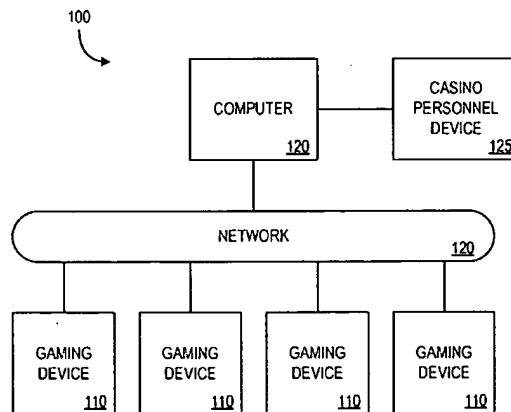 100
COMPUTER
120
CASINO
PERSONNEL
DEVICE
125
NETWORK
120
GAMING
DEVICE
110
GAMING
DEVICE
110
GAMING
DEVICE
110
GAMING
DEVICE
110